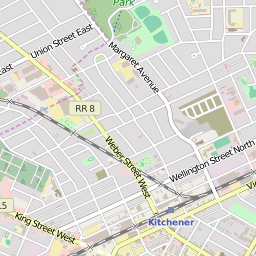 Park
Union Street East
East
Margaret Avenue
RR 8
Weber Street West
Wellington Street North
Kitchener
King Street West